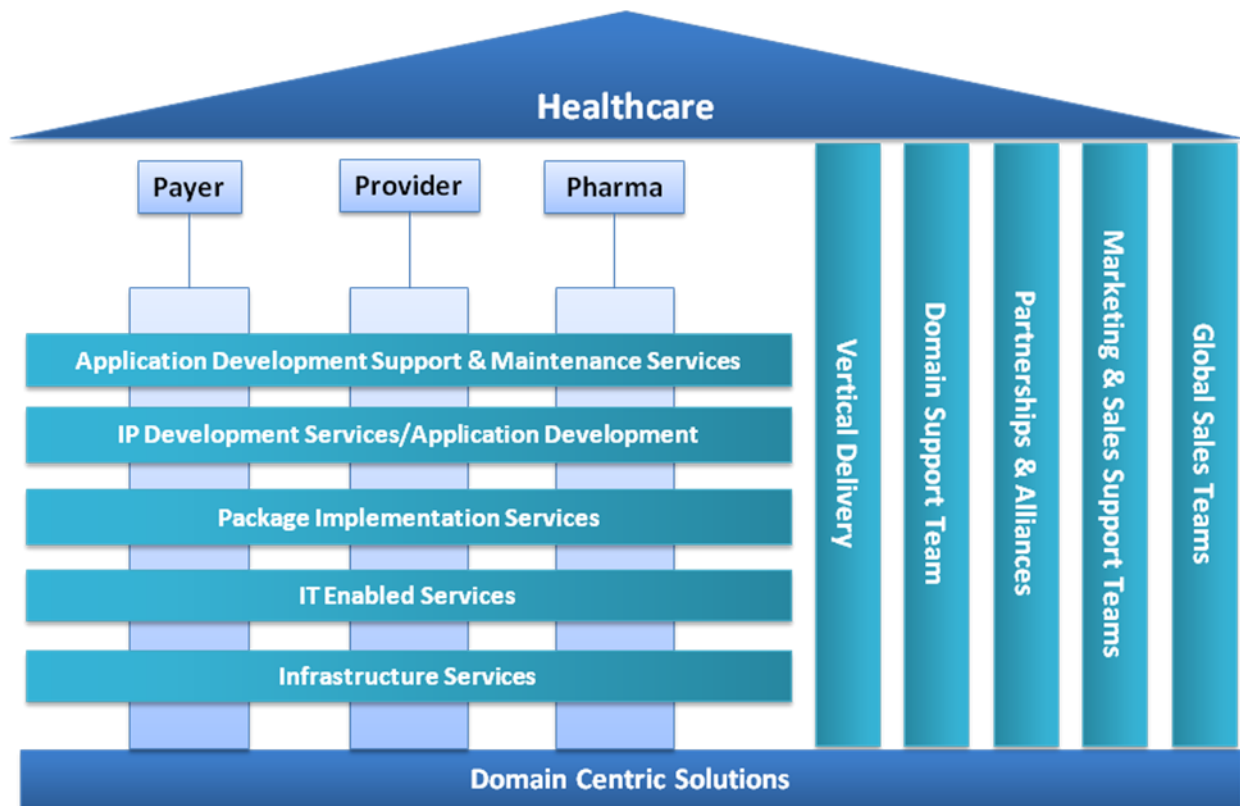 Healthcare
Payer
Provider
Pharma
Application Development Support & Maintenance Services
IP Development Services/Application Development
Package Implementation Services
IT Enabled Services
Infrastructure Services
Vertical Delivery
Domain Support Team
Partnerships & Alliances
Marketing & Sales Support Teams
Global Sales Teams
Domain Centric Solutions